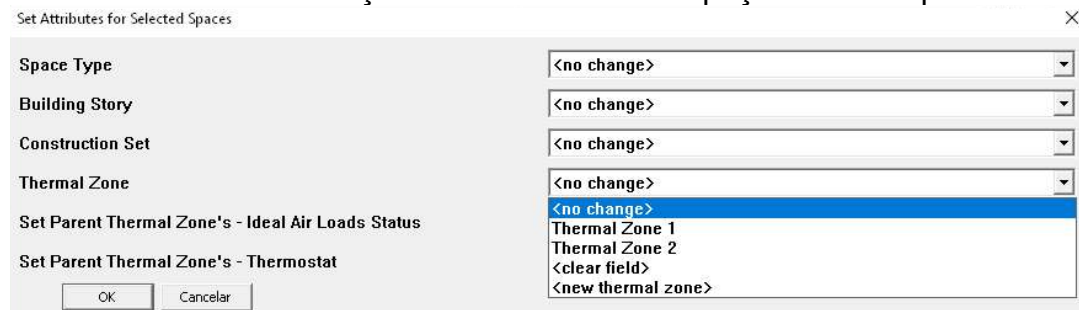 Set Attributes for Selected Spaces
Space Type <no change>
Building Story <no change>
Construction Set <no change>
Thermal Zone <no change>
<no change>
Set Parent Thermal Zone's - Ideal Air Loads Status
Thermal Zone 1
Thermal Zone 2
Set Parent Thermal Zone's - Thermostat
<clear field>
<new thermal zone>
OK Cancelar